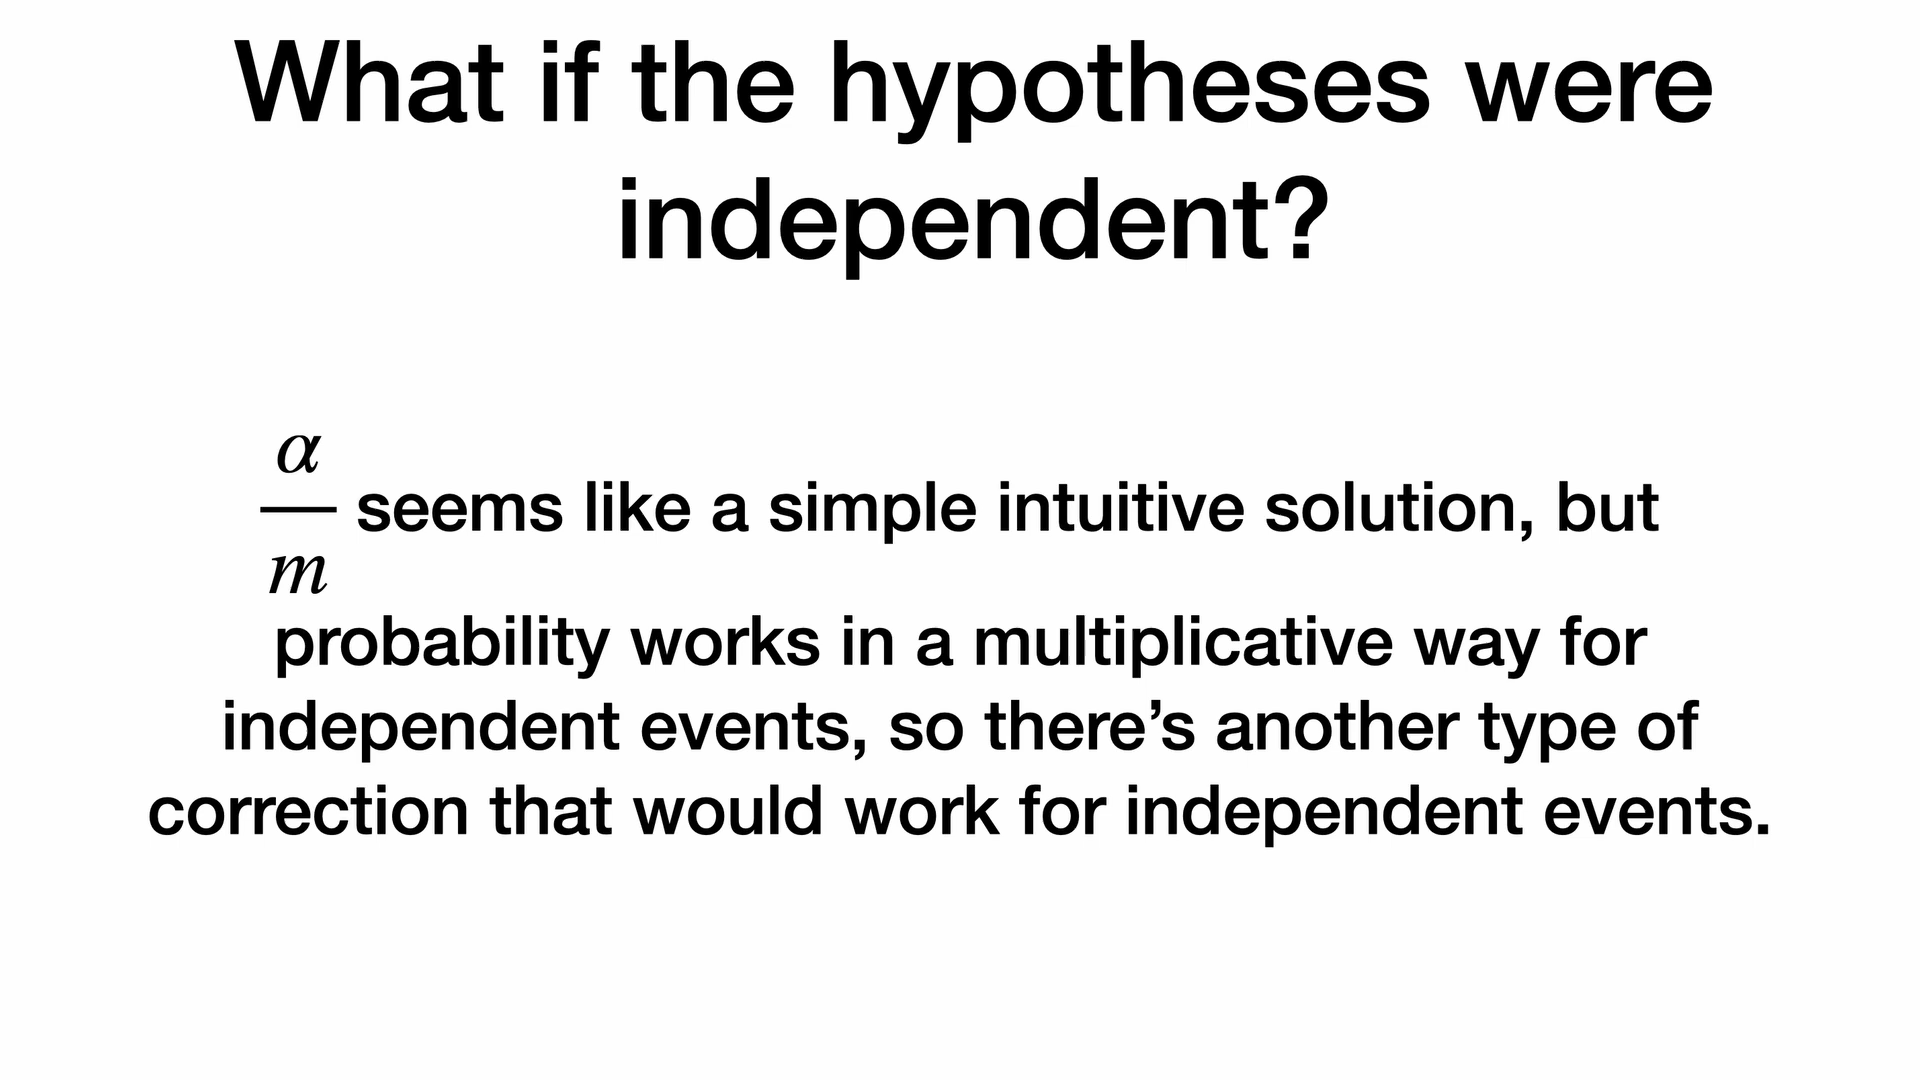 What if the hypotheses were
independent?
α/m seems like a simple intuitive solution, but
probability works in a multiplicative way for
independent events, so there’s another type of
correction that would work for independent events.